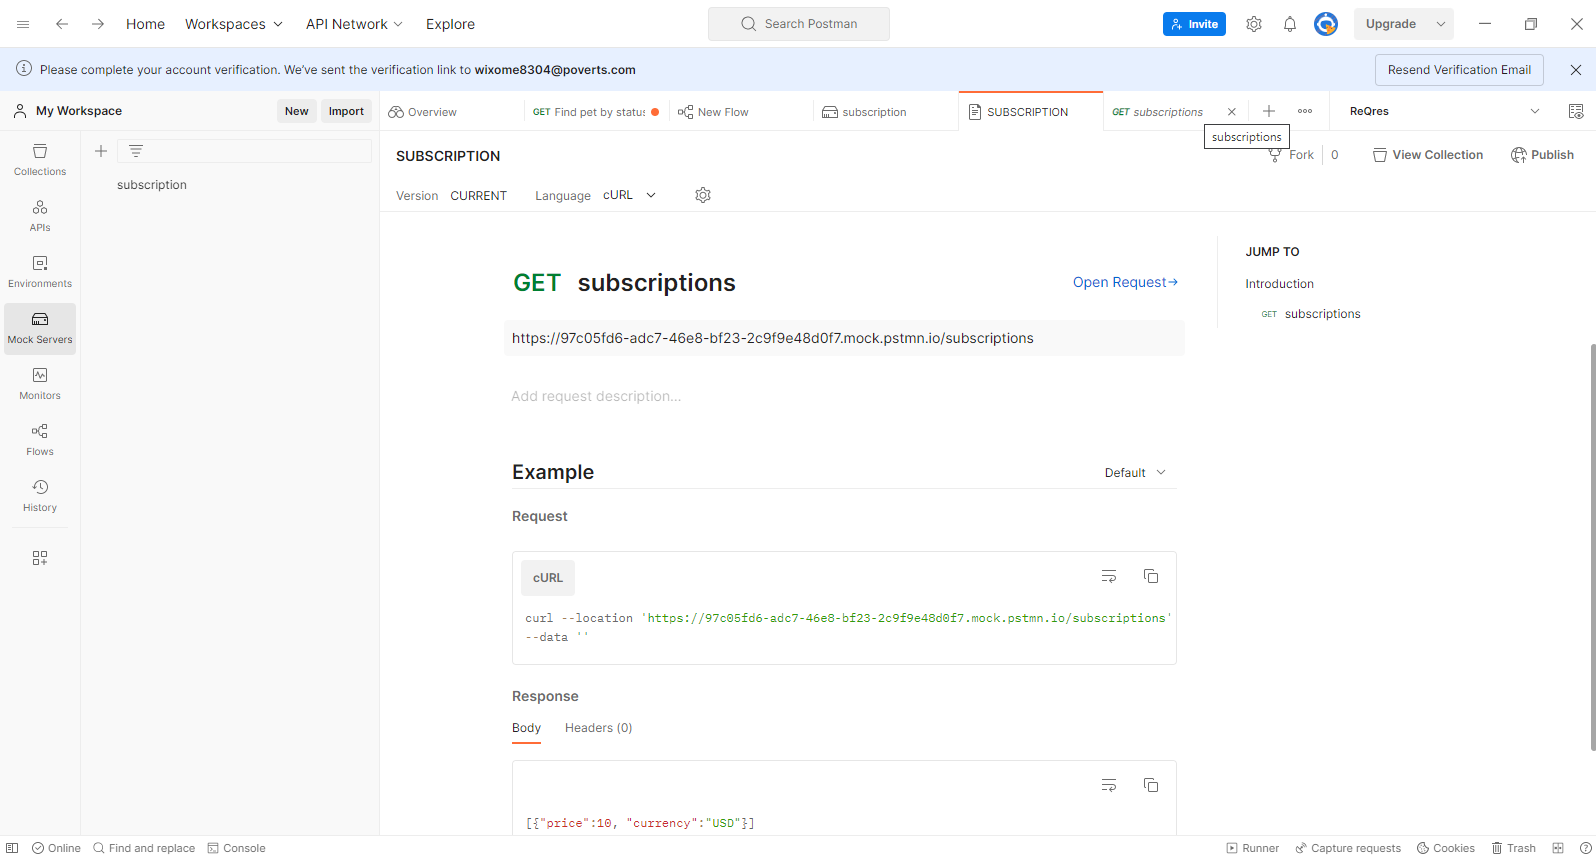 Home
Workspaces
API Network
Explore
Search Postman
Invite
Upgrade
Please complete your account verification. We've sent the verification link to wixome8304@poverts.com
Resend Verification Email
My Workspace
New
Import
Overview
GET Find pet by status
New Flow
subscription
SUBSCRIPTION
GET subscriptions
ReQres
subscriptions
Collections
APIs
Environments
Mock Servers
Monitors
Flows
History
subscription
SUBSCRIPTION
Fork
0
View Collection
Publish
Version CURRENT
Language cURL
GET subscriptions
Open Request→
https://97c05fd6-adc7-46e8-bf23-2c9f9e48d0f7.mock.pstmn.io/subscriptions
Add request description...
Example
Default
Request
cURL
curl --location 'https://97c05fd6-adc7-46e8-bf23-2c9f9e48d0f7.mock.pstmn.io/subscriptions'
--data ''
Response
Body
Headers (0)
[{"price":10, "currency":"USD"}]
JUMP TO
Introduction
GET subscriptions
Online
Find and replace
Console
Runner
Capture requests
Cookies
Trash